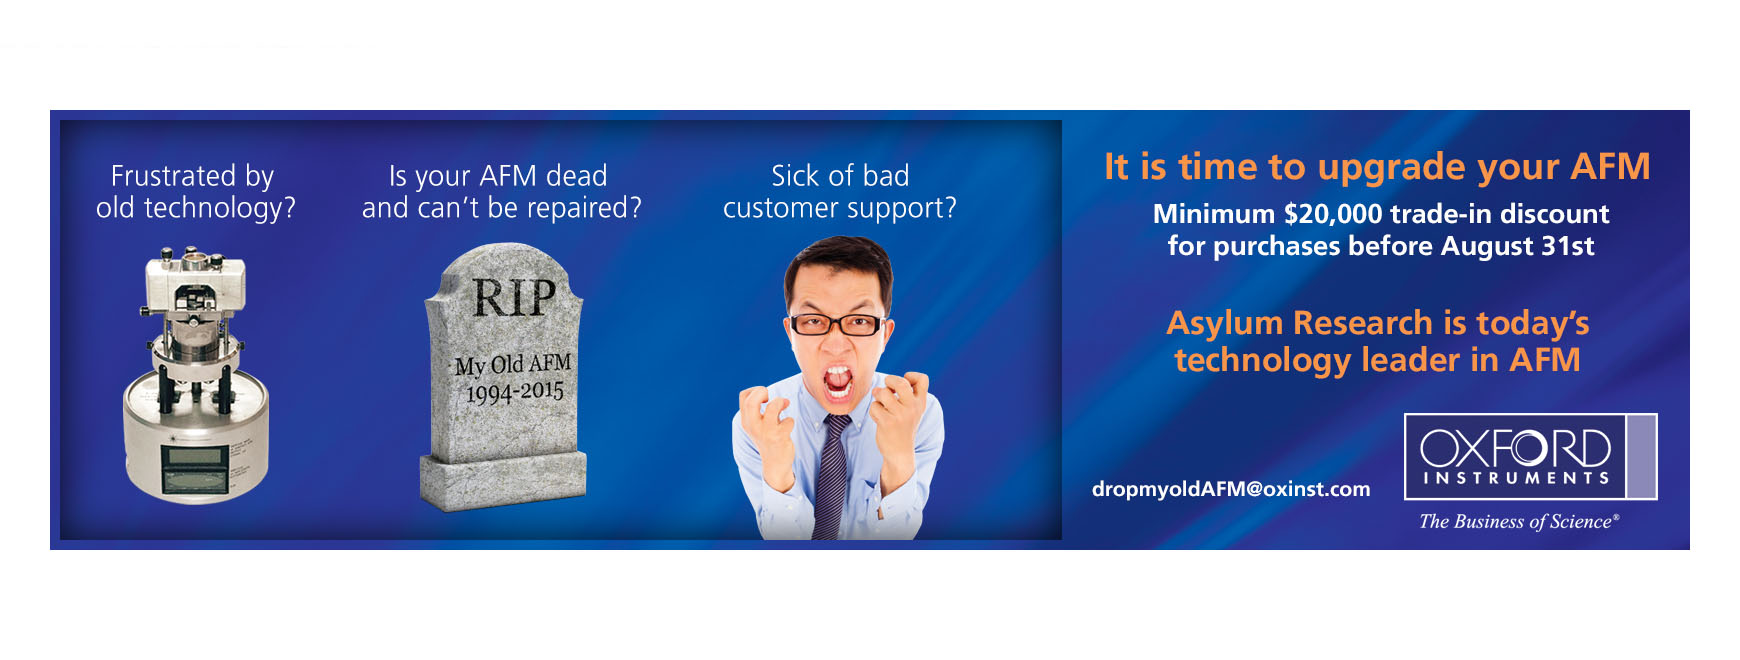 Frustrated by
old technology?
Is your AFM dead
and can't be repaired?
RIP
My Old AFM
1994-2015
Sick of bad
customer support?
It is time to upgrade your AFM
Minimum $20,000 trade-in discount
for purchases before August 31st
Asylum Research is today's
technology leader in AFM
dropmyoldAFM@oxinst.com
OXFORD
INSTRUMENTS
The Business of Science®